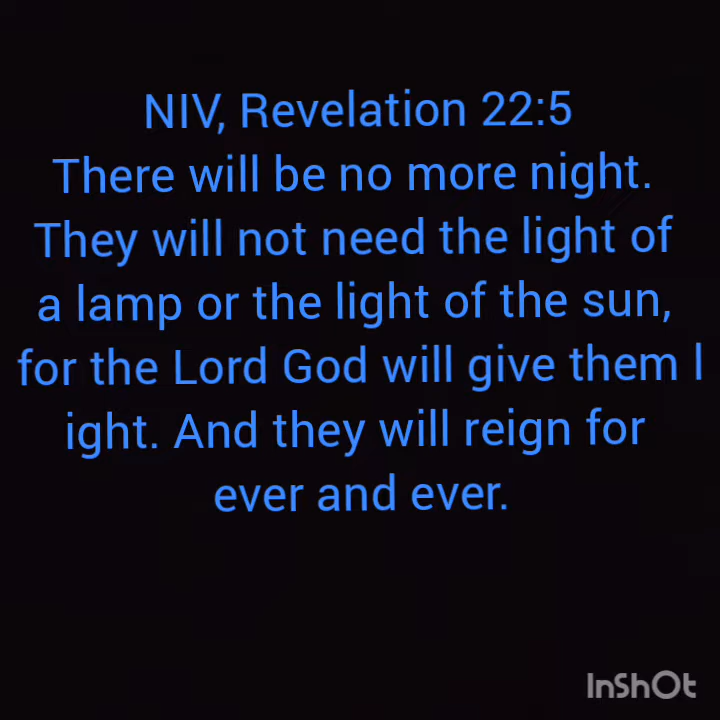 NIV, Revelation 22:5
There will be no more night.
They will not need the light of
a lamp or the light of the sun,
for the Lord God will give them l
ight. And they will reign for
ever and ever.
InShOt